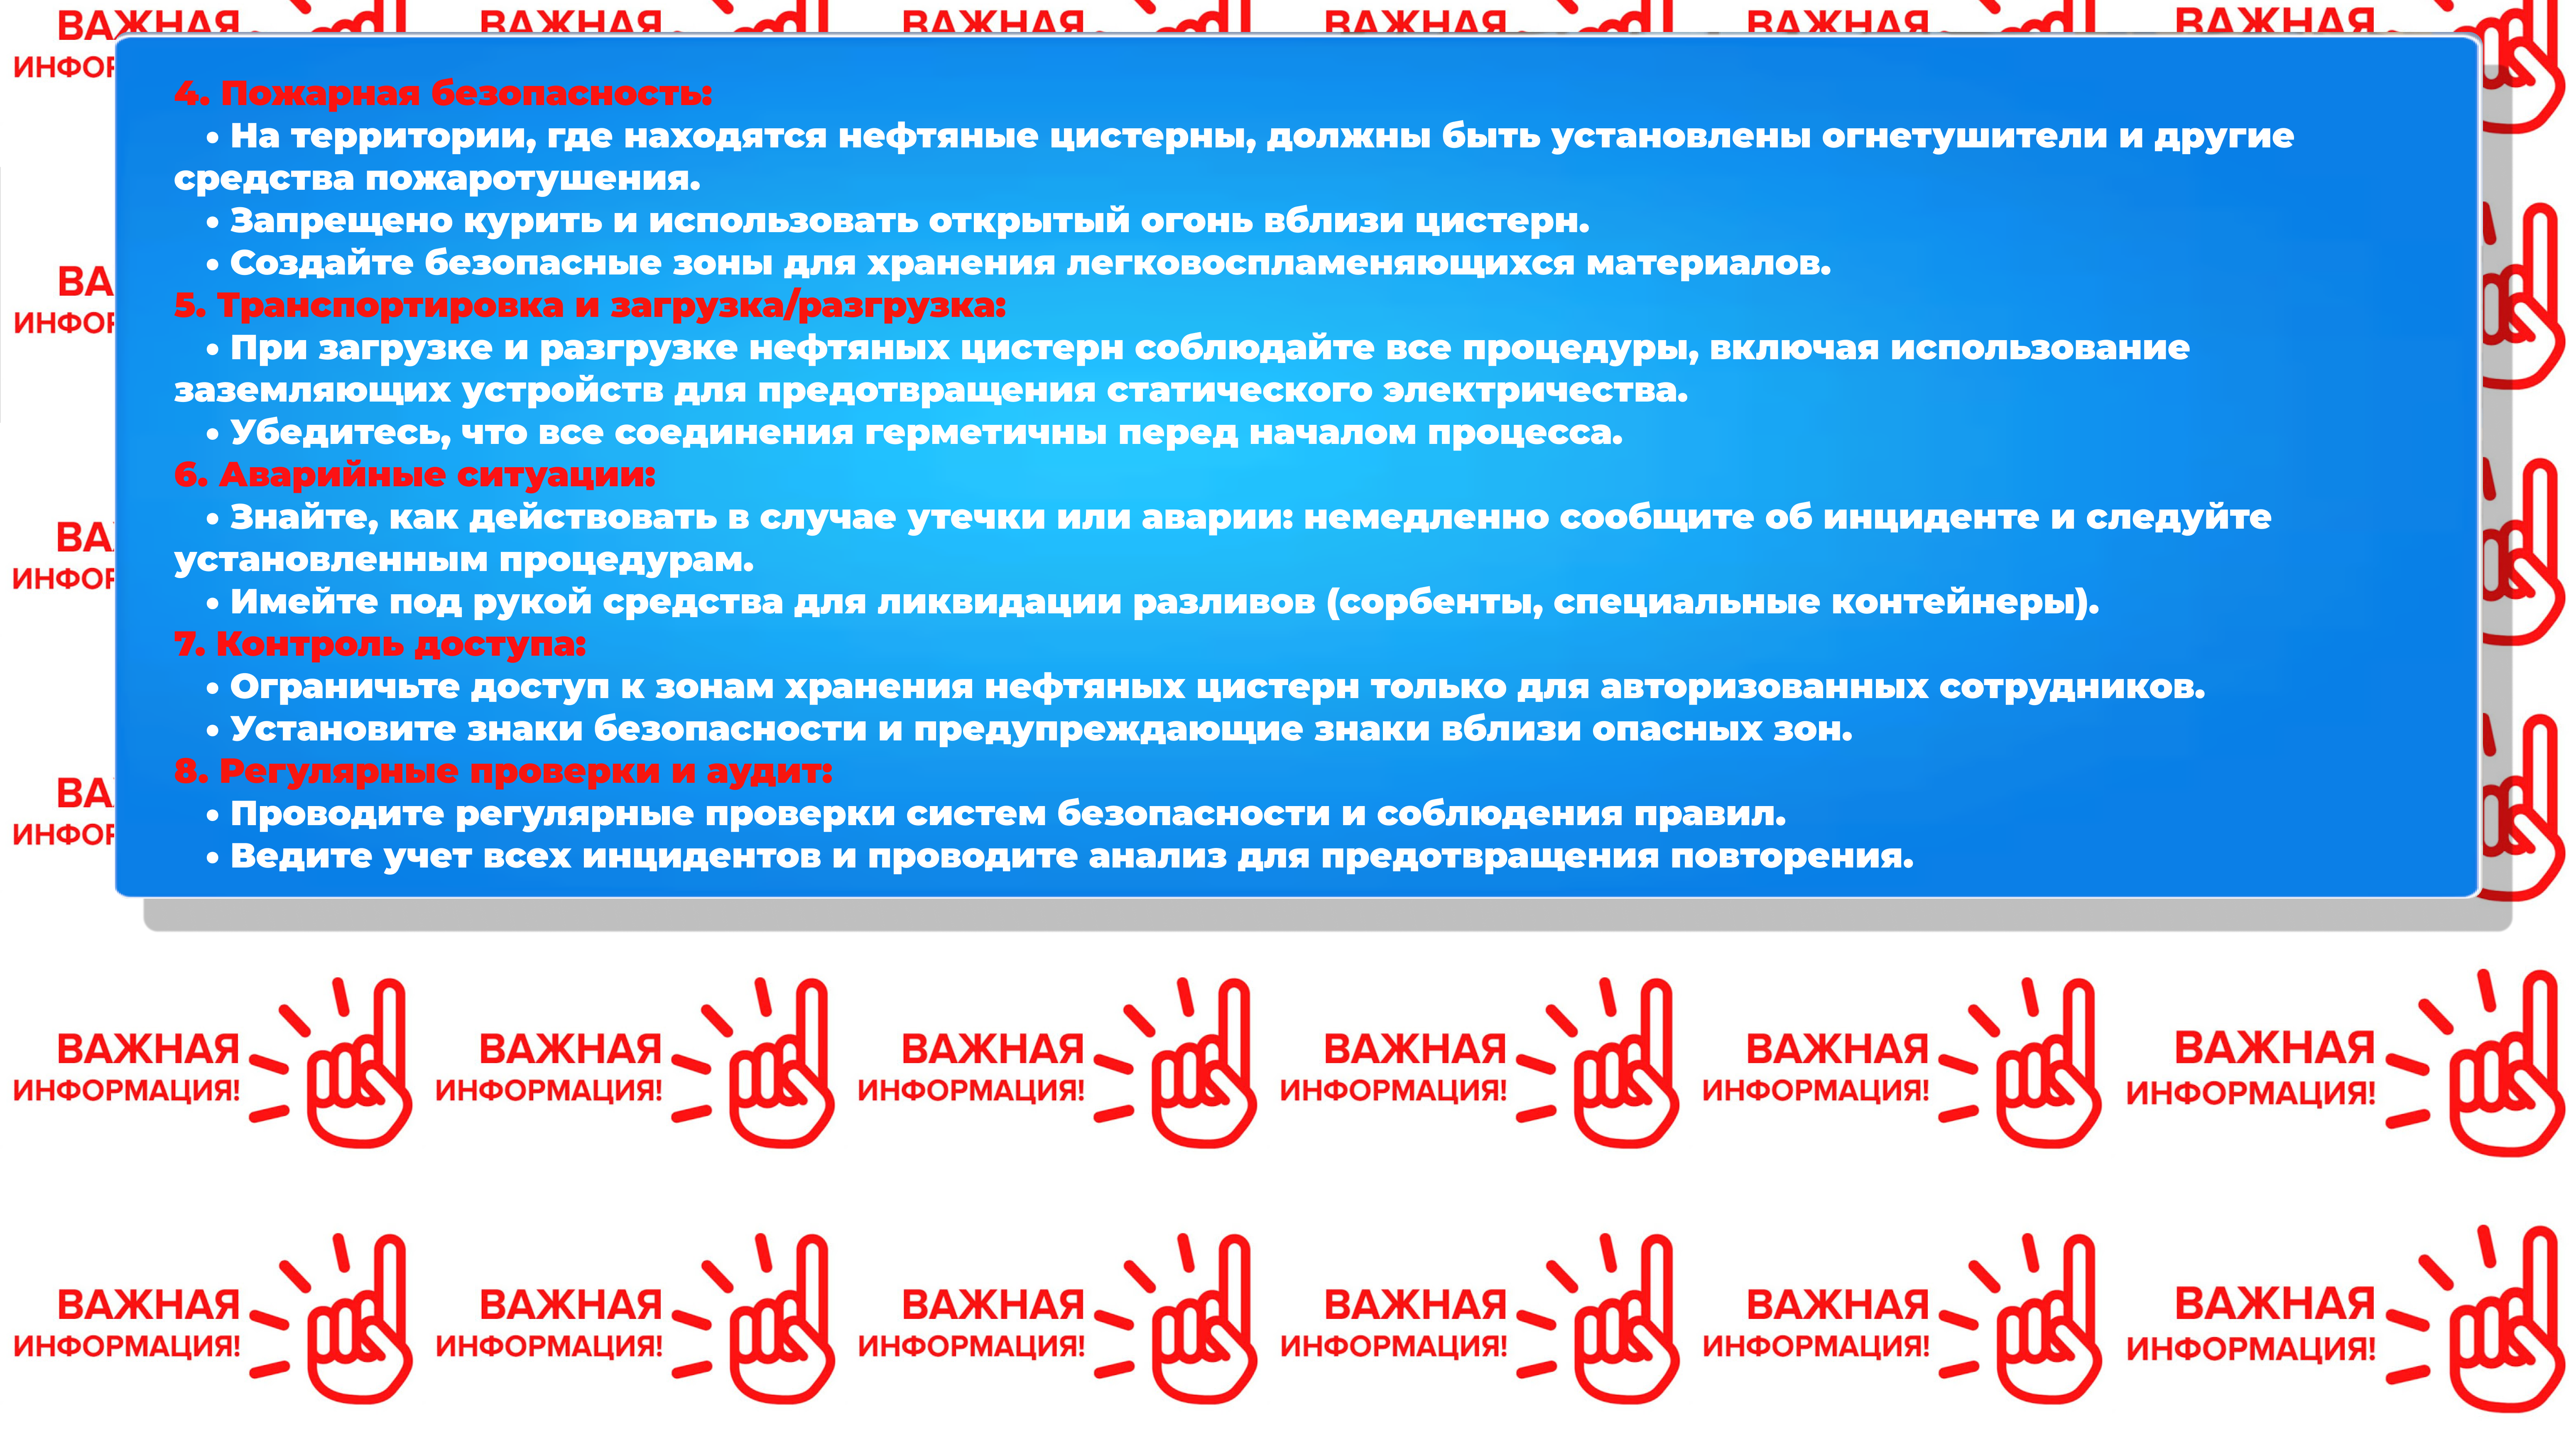 ВАЖНАЯ ВАЖНАЯ ВАЖНАЯ ВАЖНАЯ ВАЖНАЯ ВАЖНАЯ
4. Пожарная безопасность:
• На территории, где находятся нефтяные цистерны, должны быть установлены огнетушители и другие
средства пожаротушения.
• Запрещено курить и использовать открытый огонь вблизи цистерн.
• Создайте безопасные зоны для хранения легковоспламеняющихся материалов.
5. Транспортировка и загрузка/разгрузка:
• При загрузке и разгрузке нефтяных цистерн соблюдайте все процедуры, включая использование
заземляющих устройств для предотвращения статического электричества.
• Убедитесь, что все соединения герметичны перед началом процесса.
6. Аварийные ситуации:
• Знайте, как действовать в случае утечки или аварии: немедленно сообщите об инциденте и следуйте
установленным процедурам.
• Имейте под рукой средства для ликвидации разливов (сорбенты, специальные контейнеры).
7. Контроль доступа:
• Ограничьте доступ к зонам хранения нефтяных цистерн только для авторизованных сотрудников.
• Установите знаки безопасности и предупреждающие знаки вблизи опасных зон.
8. Регулярные проверки и аудит:
• Проводите регулярные проверки систем безопасности и соблюдения правил.
• Ведите учет всех инцидентов и проводите анализ для предотвращения повторения.
ВАЖНАЯ ВАЖНАЯ ВАЖНАЯ ВАЖНАЯ ВАЖНАЯ ВАЖНАЯ
ИНФОРМАЦИЯ! ИНФОРМАЦИЯ! ИНФОРМАЦИЯ! ИНФОРМАЦИЯ! ИНФОРМАЦИЯ! ИНФОРМАЦИЯ!
ВАЖНАЯ ВАЖНАЯ ВАЖНАЯ ВАЖНАЯ ВАЖНАЯ ВАЖНАЯ
ИНФОРМАЦИЯ! ИНФОРМАЦИЯ! ИНФОРМАЦИЯ! ИНФОРМАЦИЯ! ИНФОРМАЦИЯ! ИНФОРМАЦИЯ!